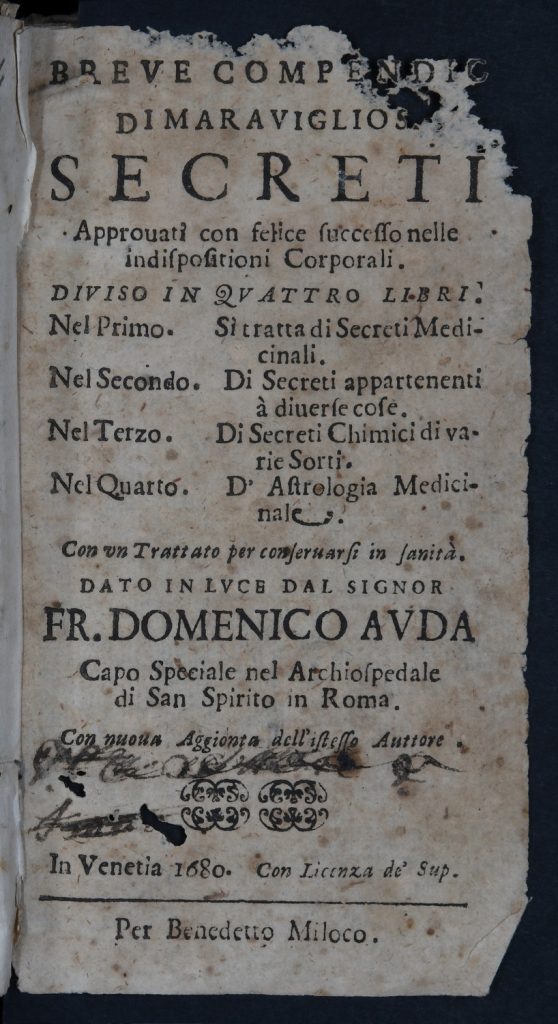 BREVE COMPENDIO
DI MARAVIGLIOS
SECRETI
Approuati con felice ſucceſſo nelle
indiſpoſitioni Corporali.
DIVISO IN QVATTRO LIBRI.
Nel Primo. Si tratta di Secreti Medi-
cinali.
Nel Secondo. Di Secreti appartenenti
à diuerſe coſe.
Nel Terzo. Di Secreti Chimici di va-
rie Sorti.
Nel Quarto. D' Aſtrologia Medici-
nale.
Con vn Trattato per conſeruarſi in ſanità.
DATO IN LVCE DAL SIGNOR
FR. DOMENICO AVDA
Capo Speciale nel Archioſpedale
di San Spirito in Roma.
Con nuoua Aggionta dell'iſteſſo Auttore.
In Venetia 1680. Con Licenza de' Sup.
Per Benedetto Miloco.